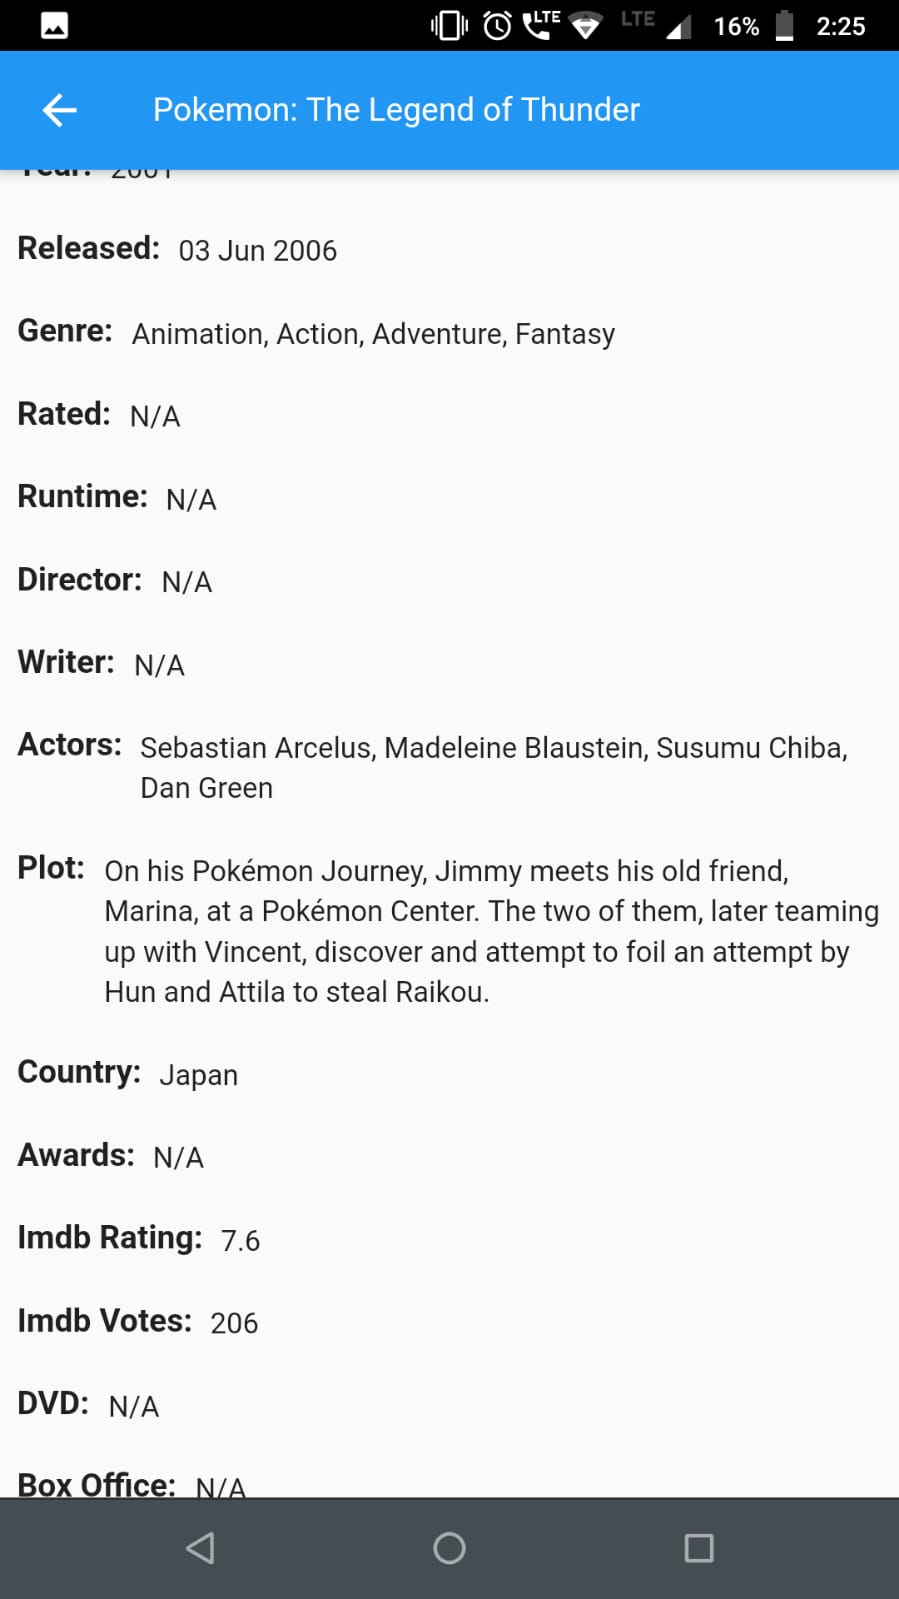 LTE LTE 16% 2:25
Pokemon: The Legend of Thunder
Year: 2001
Released: 03 Jun 2006
Genre: Animation, Action, Adventure, Fantasy
Rated: N/A
Runtime: N/A
Director: N/A
Writer: N/A
Actors: Sebastian Arcelus, Madeleine Blaustein, Susumu Chiba,
Dan Green
Plot: On his Pokémon Journey, Jimmy meets his old friend,
Marina, at a Pokémon Center. The two of them, later teaming
up with Vincent, discover and attempt to foil an attempt by
Hun and Attila to steal Raikou.
Country: Japan
Awards: N/A
Imdb Rating: 7.6
Imdb Votes: 206
DVD: N/A
Box Office: N/A